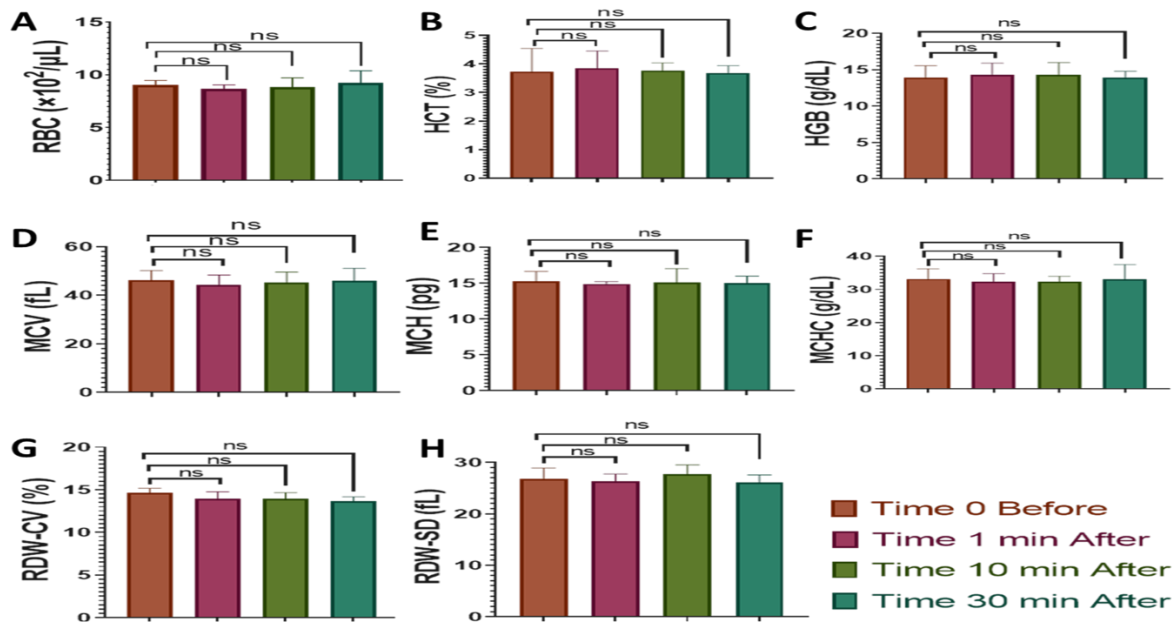 A
RBC (×10²/µL)
15
10
5
0
ns
ns
ns
B
HCT (%)
5
4
3
2
1
0
ns
ns
ns
C
HGB (g/dL)
20
15
10
5
0
ns
ns
ns
D
MCV (fL)
60
40
20
0
ns
ns
ns
E
MCH (pg)
20
15
10
5
0
ns
ns
ns
F
MCHC (g/dL)
40
30
20
10
0
ns
ns
ns
G
RDW-CV (%)
20
15
10
5
0
ns
ns
ns
H
RDW-SD (fL)
30
20
10
0
ns
ns
ns
Time 0 Before
Time 1 min After
Time 10 min After
Time 30 min After